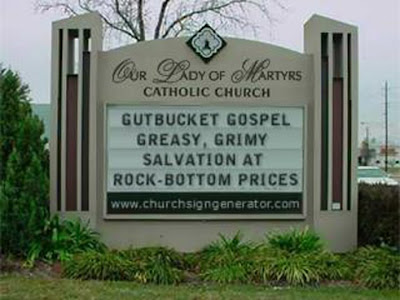 Our Lady of Martyrs
CATHOLIC CHURCH
GUTBUCKET GOSPEL
GREASY, GRIMY
SALVATION AT
ROCK-BOTTOM PRICES
www.churchsigngenerator.com